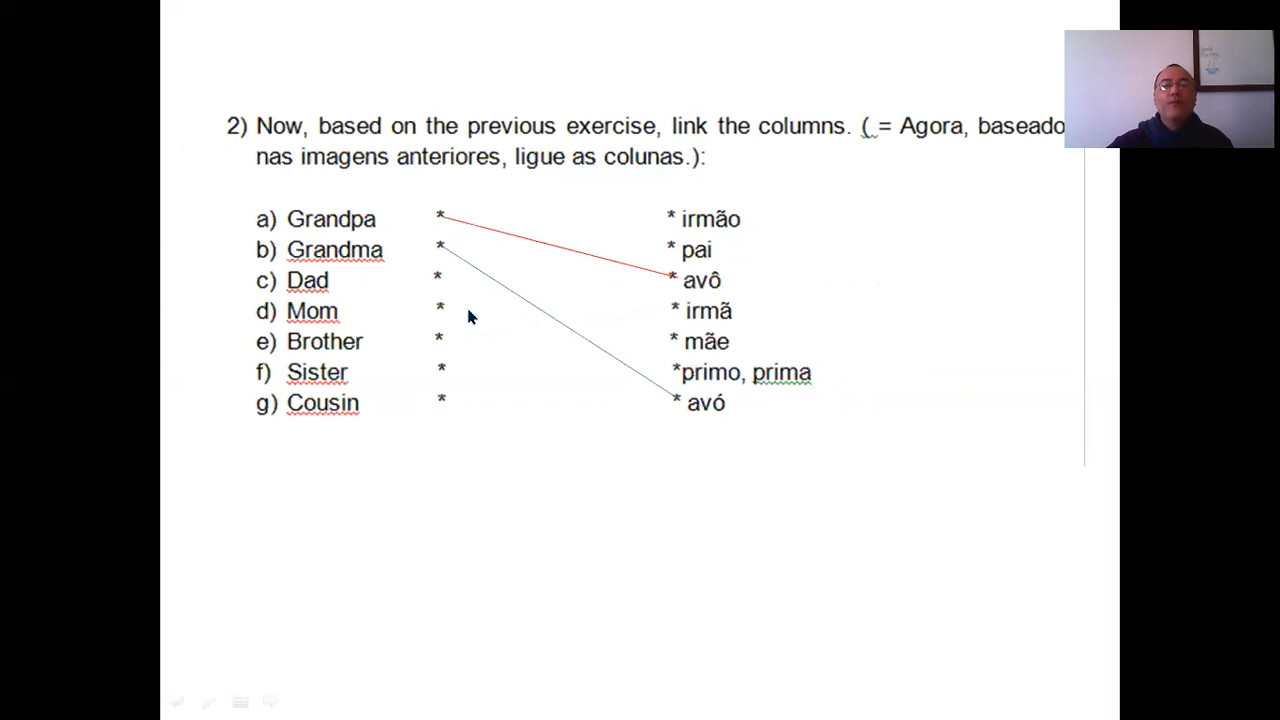 2) Now, based on the previous exercise, link the columns. ( = Agora, baseado
nas imagens anteriores, ligue as colunas.):
a) Grandpa * * irmão
b) Grandma * * pai
c) Dad * * avô
d) Mom * * irmã
e) Brother * * mãe
f) Sister * *primo, prima
g) Cousin * * avó